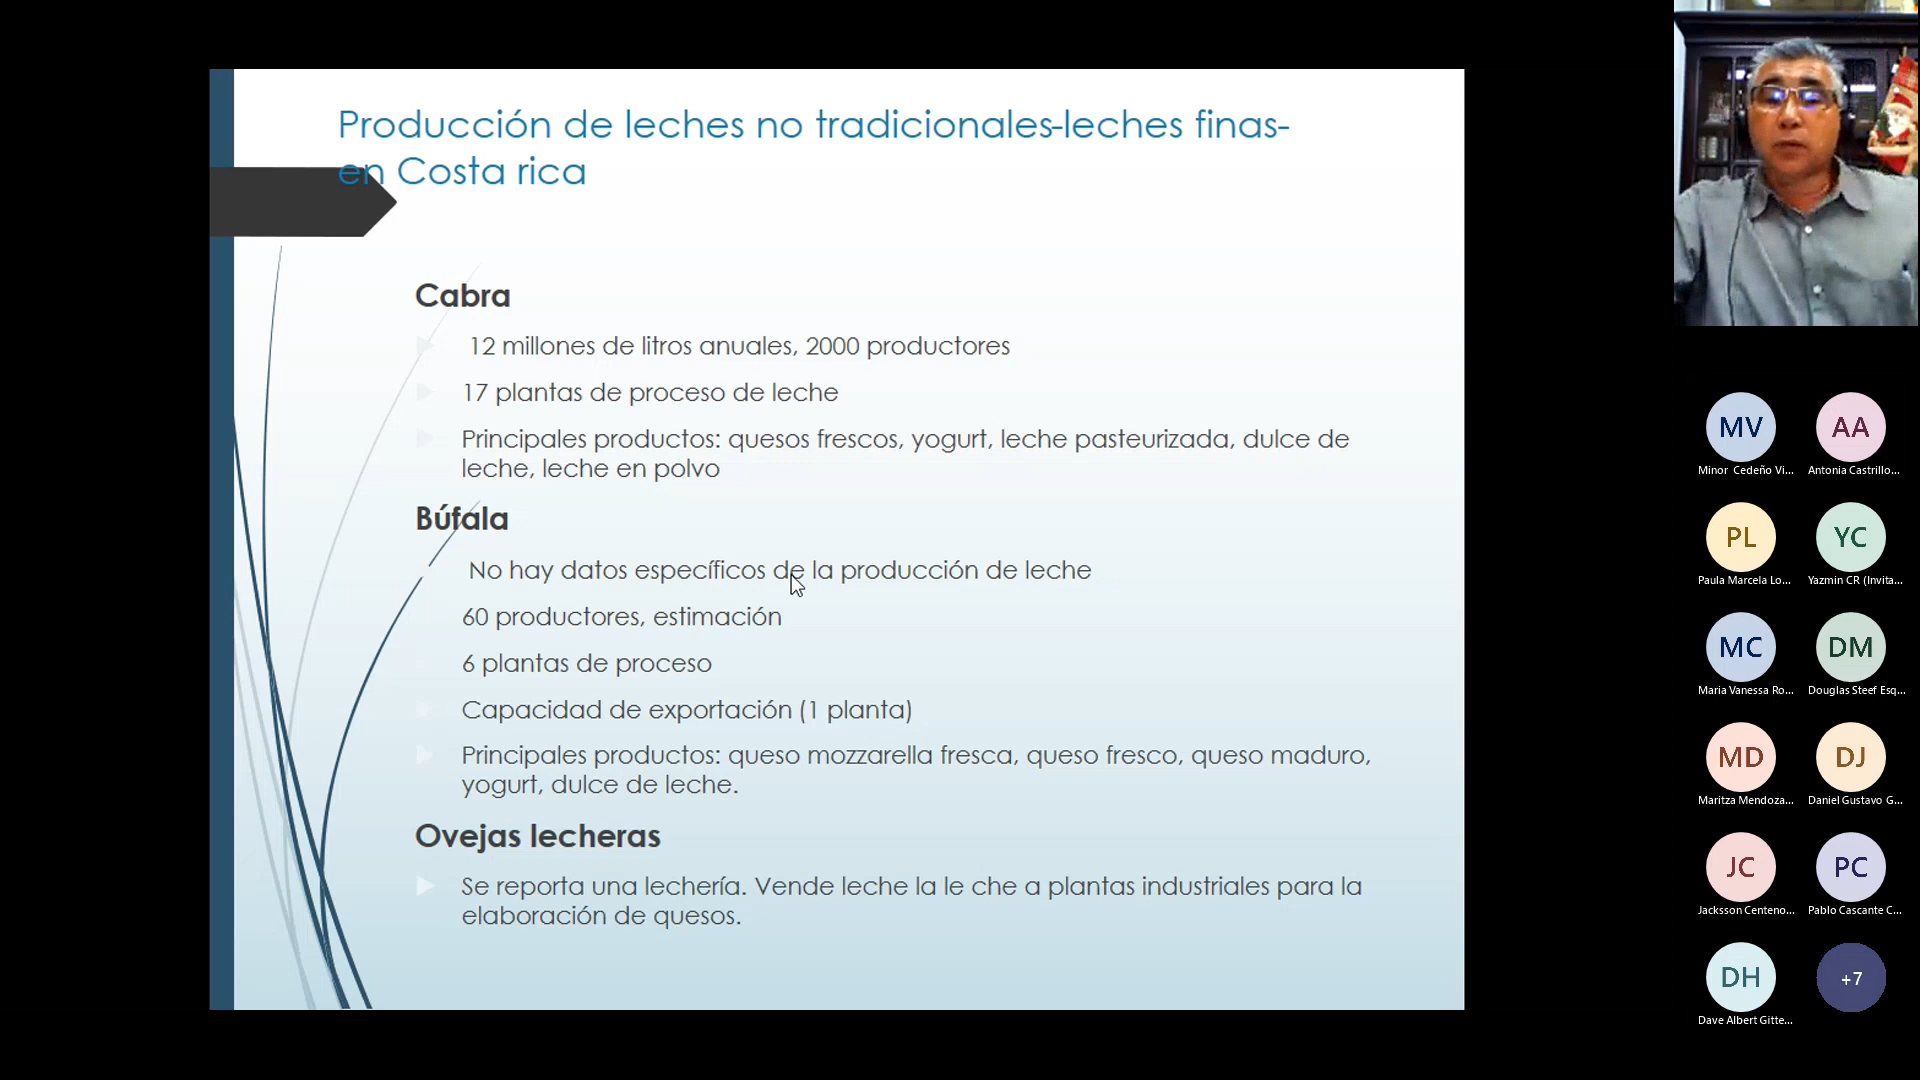 Producción de leches no tradicionales-leches finas-
en Costa rica
Cabra
12 millones de litros anuales, 2000 productores
17 plantas de proceso de leche
Principales productos: quesos frescos, yogurt, leche pasteurizada, dulce de
leche, leche en polvo
Búfala
No hay datos específicos de la producción de leche
60 productores, estimación
6 plantas de proceso
Capacidad de exportación (1 planta)
Principales productos: queso mozzarella fresca, queso fresco, queso maduro,
yogurt, dulce de leche.
Ovejas lecheras
Se reporta una lechería. Vende leche la le che a plantas industriales para la
elaboración de quesos.
MV AA
Minor Cedeño Vi... Antonia Castrillo...
PL YC
Paula Marcela Lo... Yazmin CR (Invita...
MC DM
Maria Vanessa Ro... Douglas Steef Esq...
MD DJ
Maritza Mendoza... Daniel Gustavo G...
JC PC
Jacksson Centeno... Pablo Cascante C...
DH +7
Dave Albert Gitte...